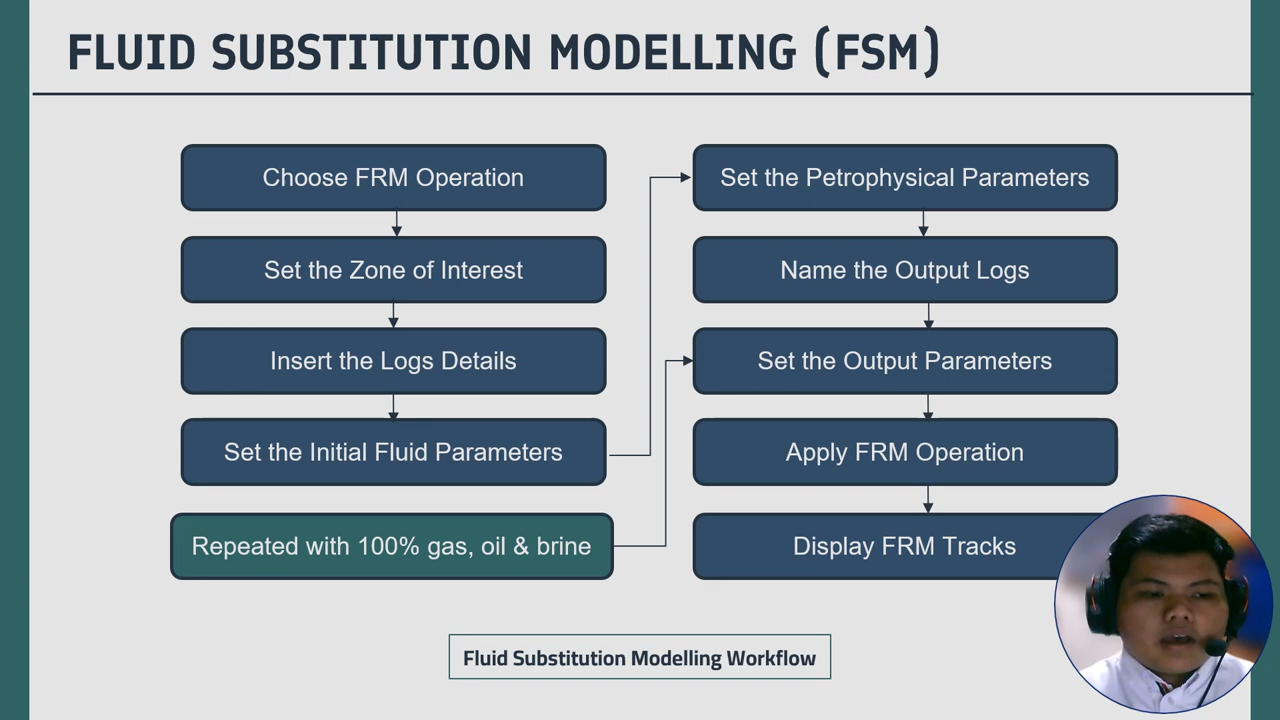 FLUID SUBSTITUTION MODELLING (FSM)
Choose FRM Operation
Set the Zone of Interest
Insert the Logs Details
Set the Initial Fluid Parameters
Repeated with 100% gas, oil & brine
Set the Petrophysical Parameters
Name the Output Logs
Set the Output Parameters
Apply FRM Operation
Display FRM Tracks
Fluid Substitution Modelling Workflow